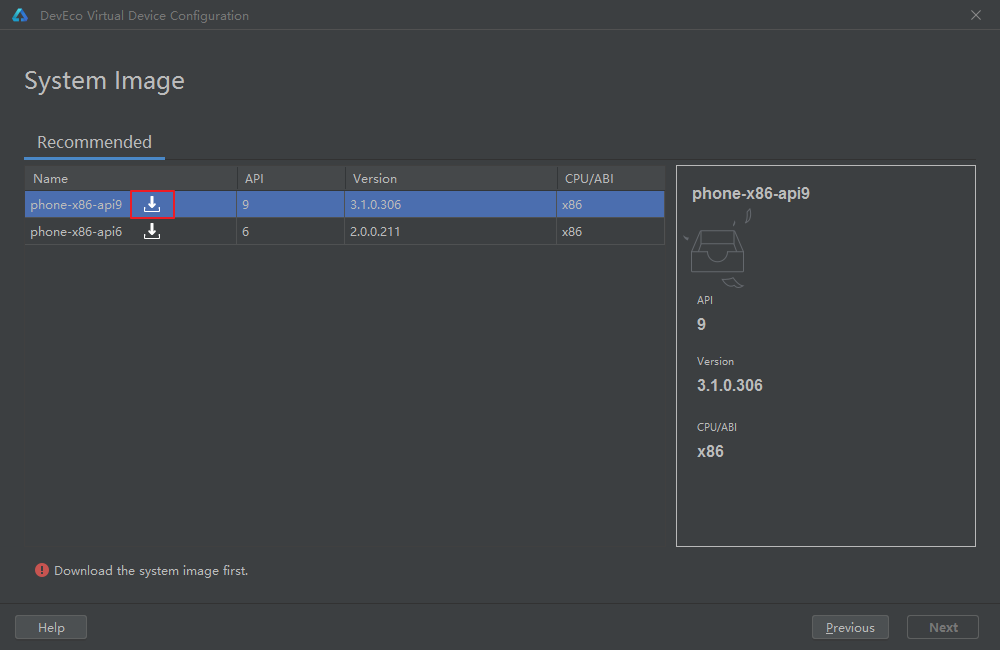 DevEco Virtual Device Configuration
System Image
Recommended
Name API Version CPU/ABI
phone-x86-api9 9 3.1.0.306 x86
phone-x86-api6 6 2.0.0.211 x86
phone-x86-api9
API
9
Version
3.1.0.306
CPU/ABI
x86
Download the system image first.
Help Previous Next